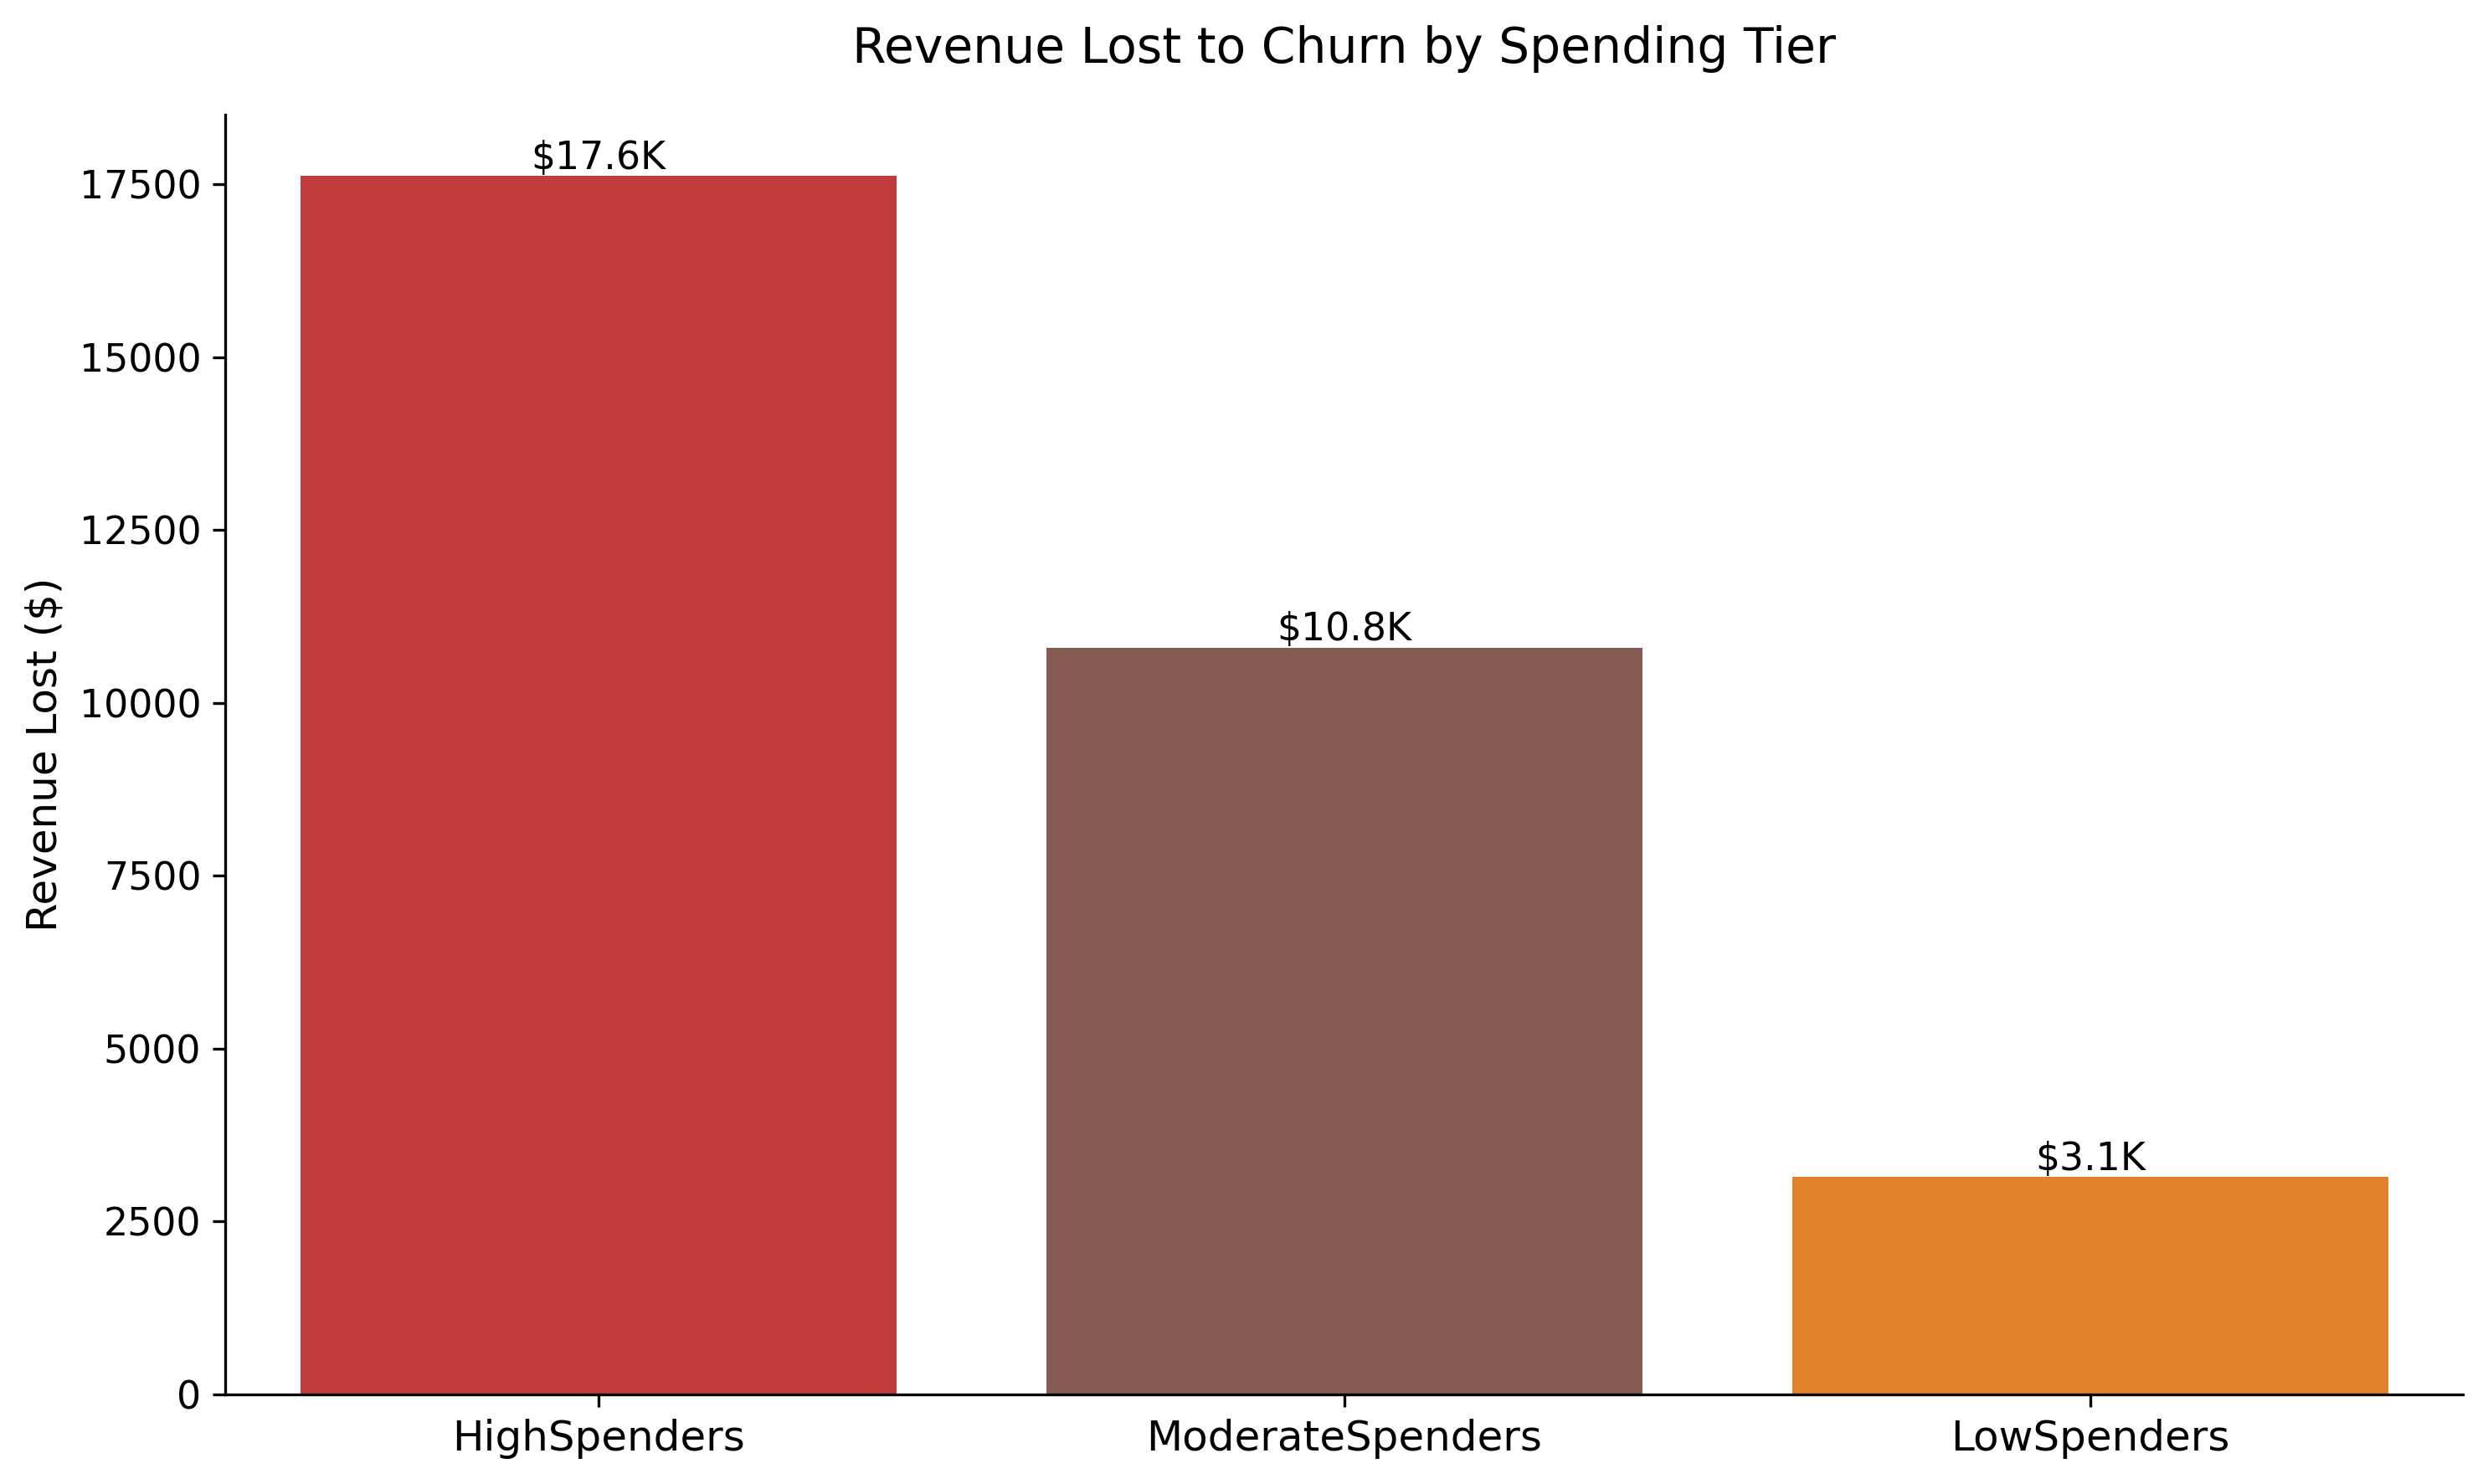 Revenue Lost to Churn by Spending Tier
Revenue Lost ($)
17500
15000
12500
10000
7500
5000
2500
0
$17.6K
$10.8K
$3.1K
HighSpenders
ModerateSpenders
LowSpenders